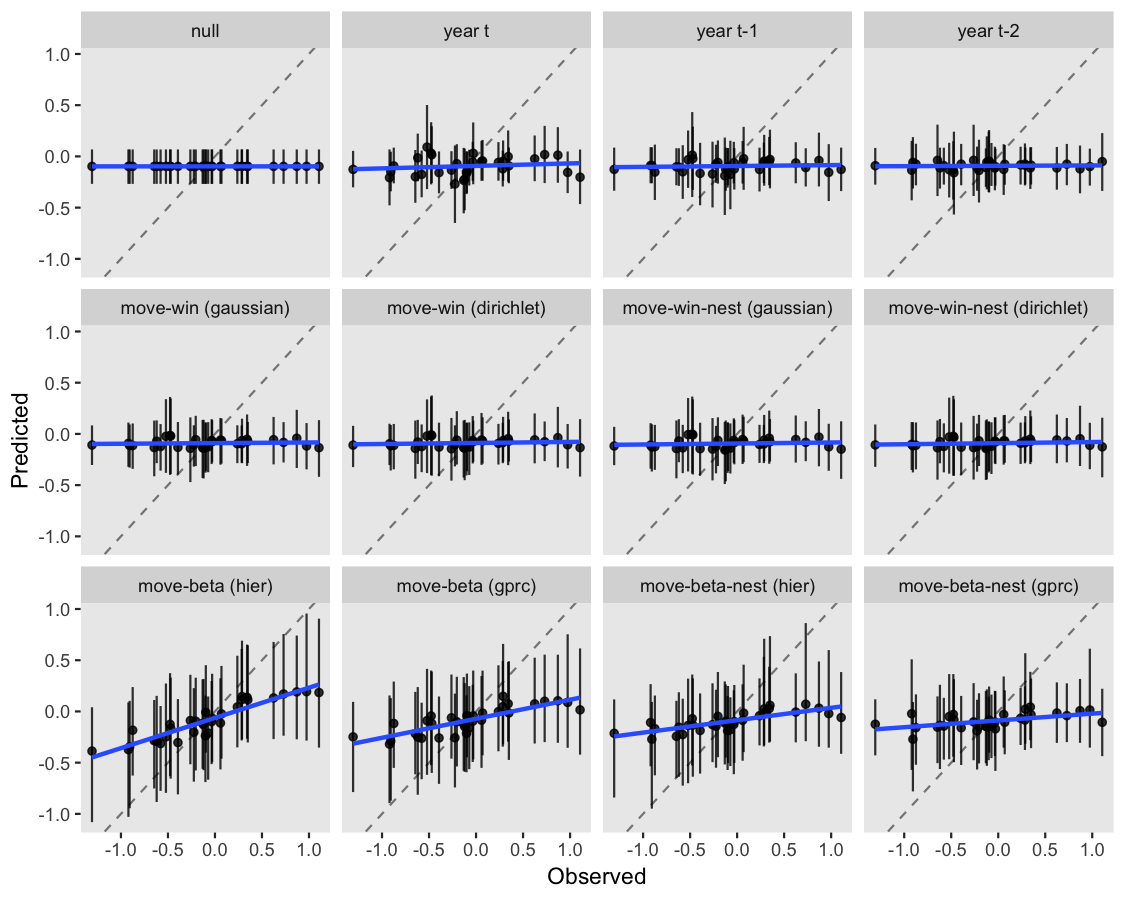 null
year t
year t-1
year t-2
1.0
0.5
0.0
-0.5
-1.0
move-win (gaussian)
move-win (dirichlet)
move-win-nest (gaussian)
move-win-nest (dirichlet)
1.0
0.5
0.0
-0.5
-1.0
Predicted
move-beta (hier)
move-beta (gprc)
move-beta-nest (hier)
move-beta-nest (gprc)
1.0
0.5
0.0
-0.5
-1.0
-1.0 -0.5 0.0 0.5 1.0
-1.0 -0.5 0.0 0.5 1.0
-1.0 -0.5 0.0 0.5 1.0
-1.0 -0.5 0.0 0.5 1.0
Observed